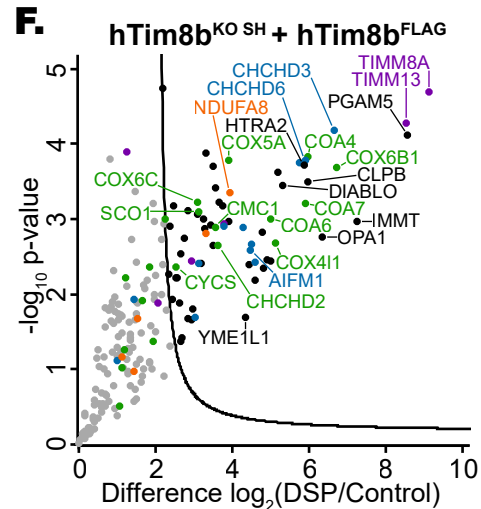 F.
hTim8b^KO SH + hTim8b^FLAG
CHCHD3
TIMM8A
CHCHD6
TIMM13
NDUFA8
PGAM5
HTRA2
COA4
COX5A
COX6B1
CLPB
COX6C
DIABLO
SCO1
CMC1
COA7
IMMT
COA6
OPA1
COX4I1
CYCS
AIFM1
CHCHD2
YME1L1
-log10 p-value
5
4
3
2
1
0
0 2 4 6 8 10
Difference log2(DSP/Control)